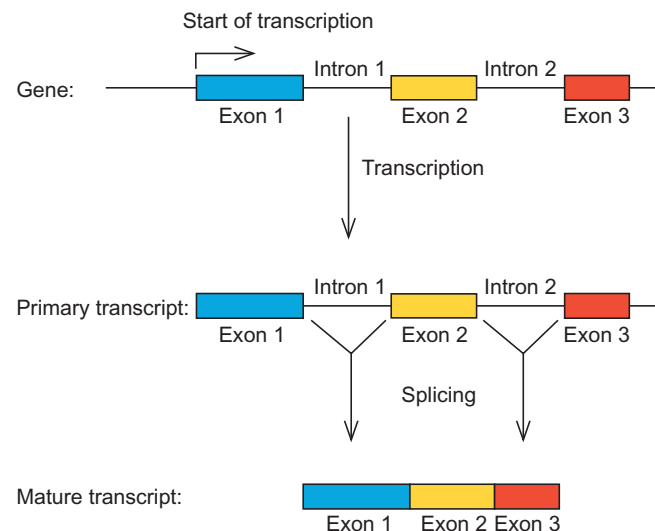 Start of transcription
Intron 1 Intron 2
Gene:
Exon 1 Exon 2 Exon 3
Transcription
Intron 1 Intron 2
Primary transcript:
Exon 1 Exon 2 Exon 3
Splicing
Mature transcript:
Exon 1 Exon 2 Exon 3